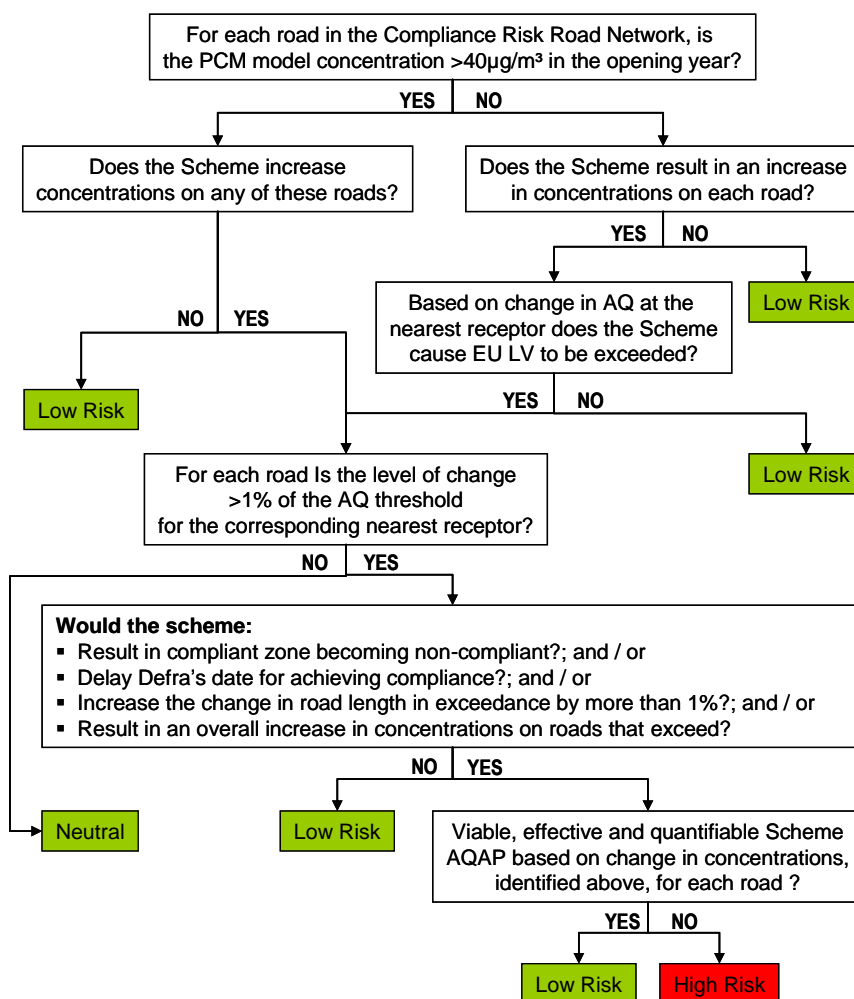 For each road in the Compliance Risk Road Network, is
the PCM model concentration >40µg/m³ in the opening year?
YES NO
Does the Scheme increase
concentrations on any of these roads?
Does the Scheme result in an increase
in concentrations on each road?
YES NO
Low Risk
Based on change in AQ at the
nearest receptor does the Scheme
cause EU LV to be exceeded?
NO YES
Low Risk
YES NO
Low Risk
For each road Is the level of change
>1% of the AQ threshold
for the corresponding nearest receptor?
NO YES
Would the scheme:
▪ Result in compliant zone becoming non-compliant?; and / or
▪ Delay Defra's date for achieving compliance?; and / or
▪ Increase the change in road length in exceedance by more than 1%?; and / or
▪ Result in an overall increase in concentrations on roads that exceed?
NO YES
Neutral
Low Risk
Viable, effective and quantifiable Scheme
AQAP based on change in concentrations,
identified above, for each road ?
YES NO
Low Risk
High Risk